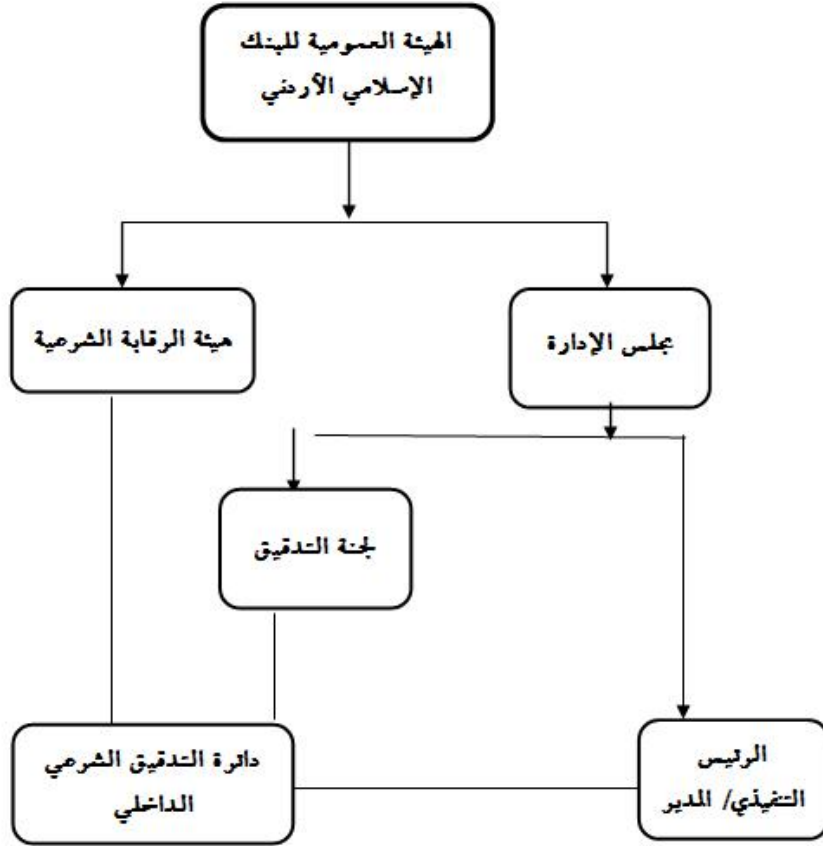 الهيئة العمومية للبنك
الإسلامي الأردني
مجلس الإدارة
هيئة الرقابة الشرعية
لجنة التدقيق
دائرة التدقيق الشرعي
الداخلي
الرئيس
التنفيذي/ المدير